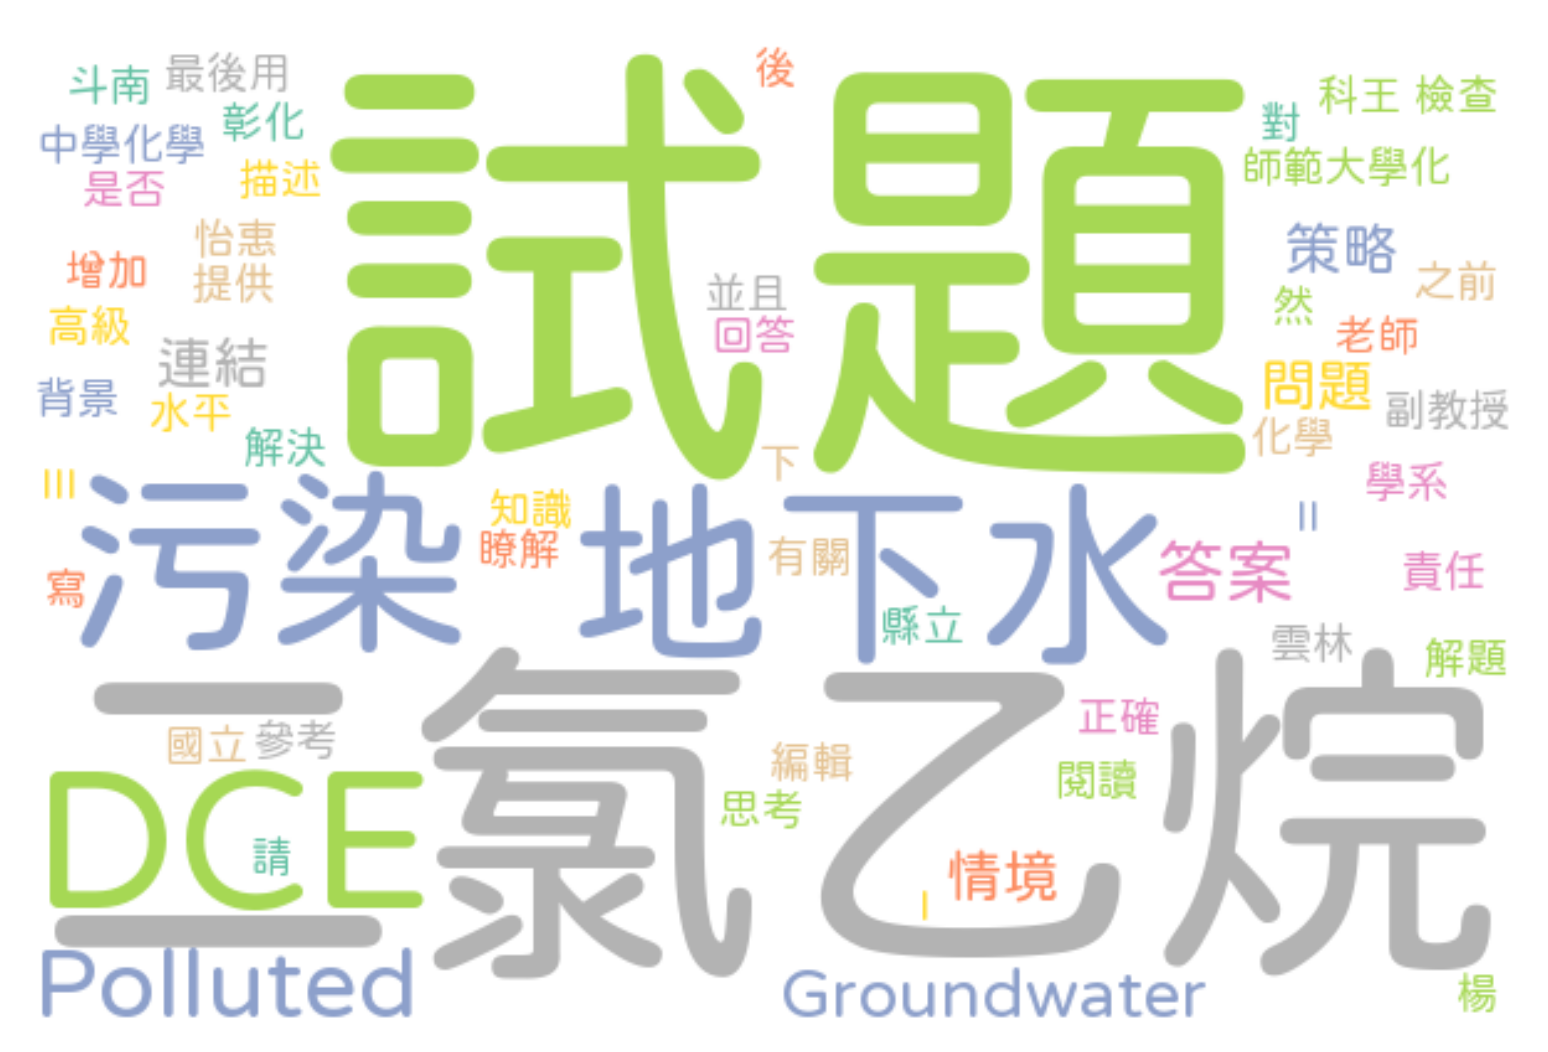 試題
污染
地下水
二氯乙烷
DCE
Polluted
Groundwater
斗南
最後用
中學化學
彰化
是否
描述
增加
怡惠
提供
高級
連結
背景
水平
解決
III
寫
知識
瞭解
後
並且
回答
下
有關
縣立
答案
科王 檢查
對
師範大學化
策略
之前
然
老師
問題
副教授
化學
學系
II
責任
雲林
解題
國立
參考
請
編輯
思考
正確
閱讀
情境
I
楊